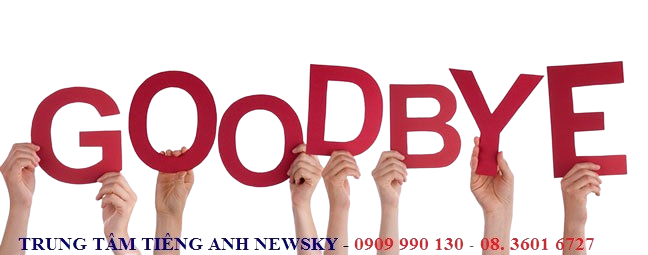 GOODBYE
TRUNG TÂM TIẾNG ANH NEWSKY - 0909 990 130 - 08. 3601 6727